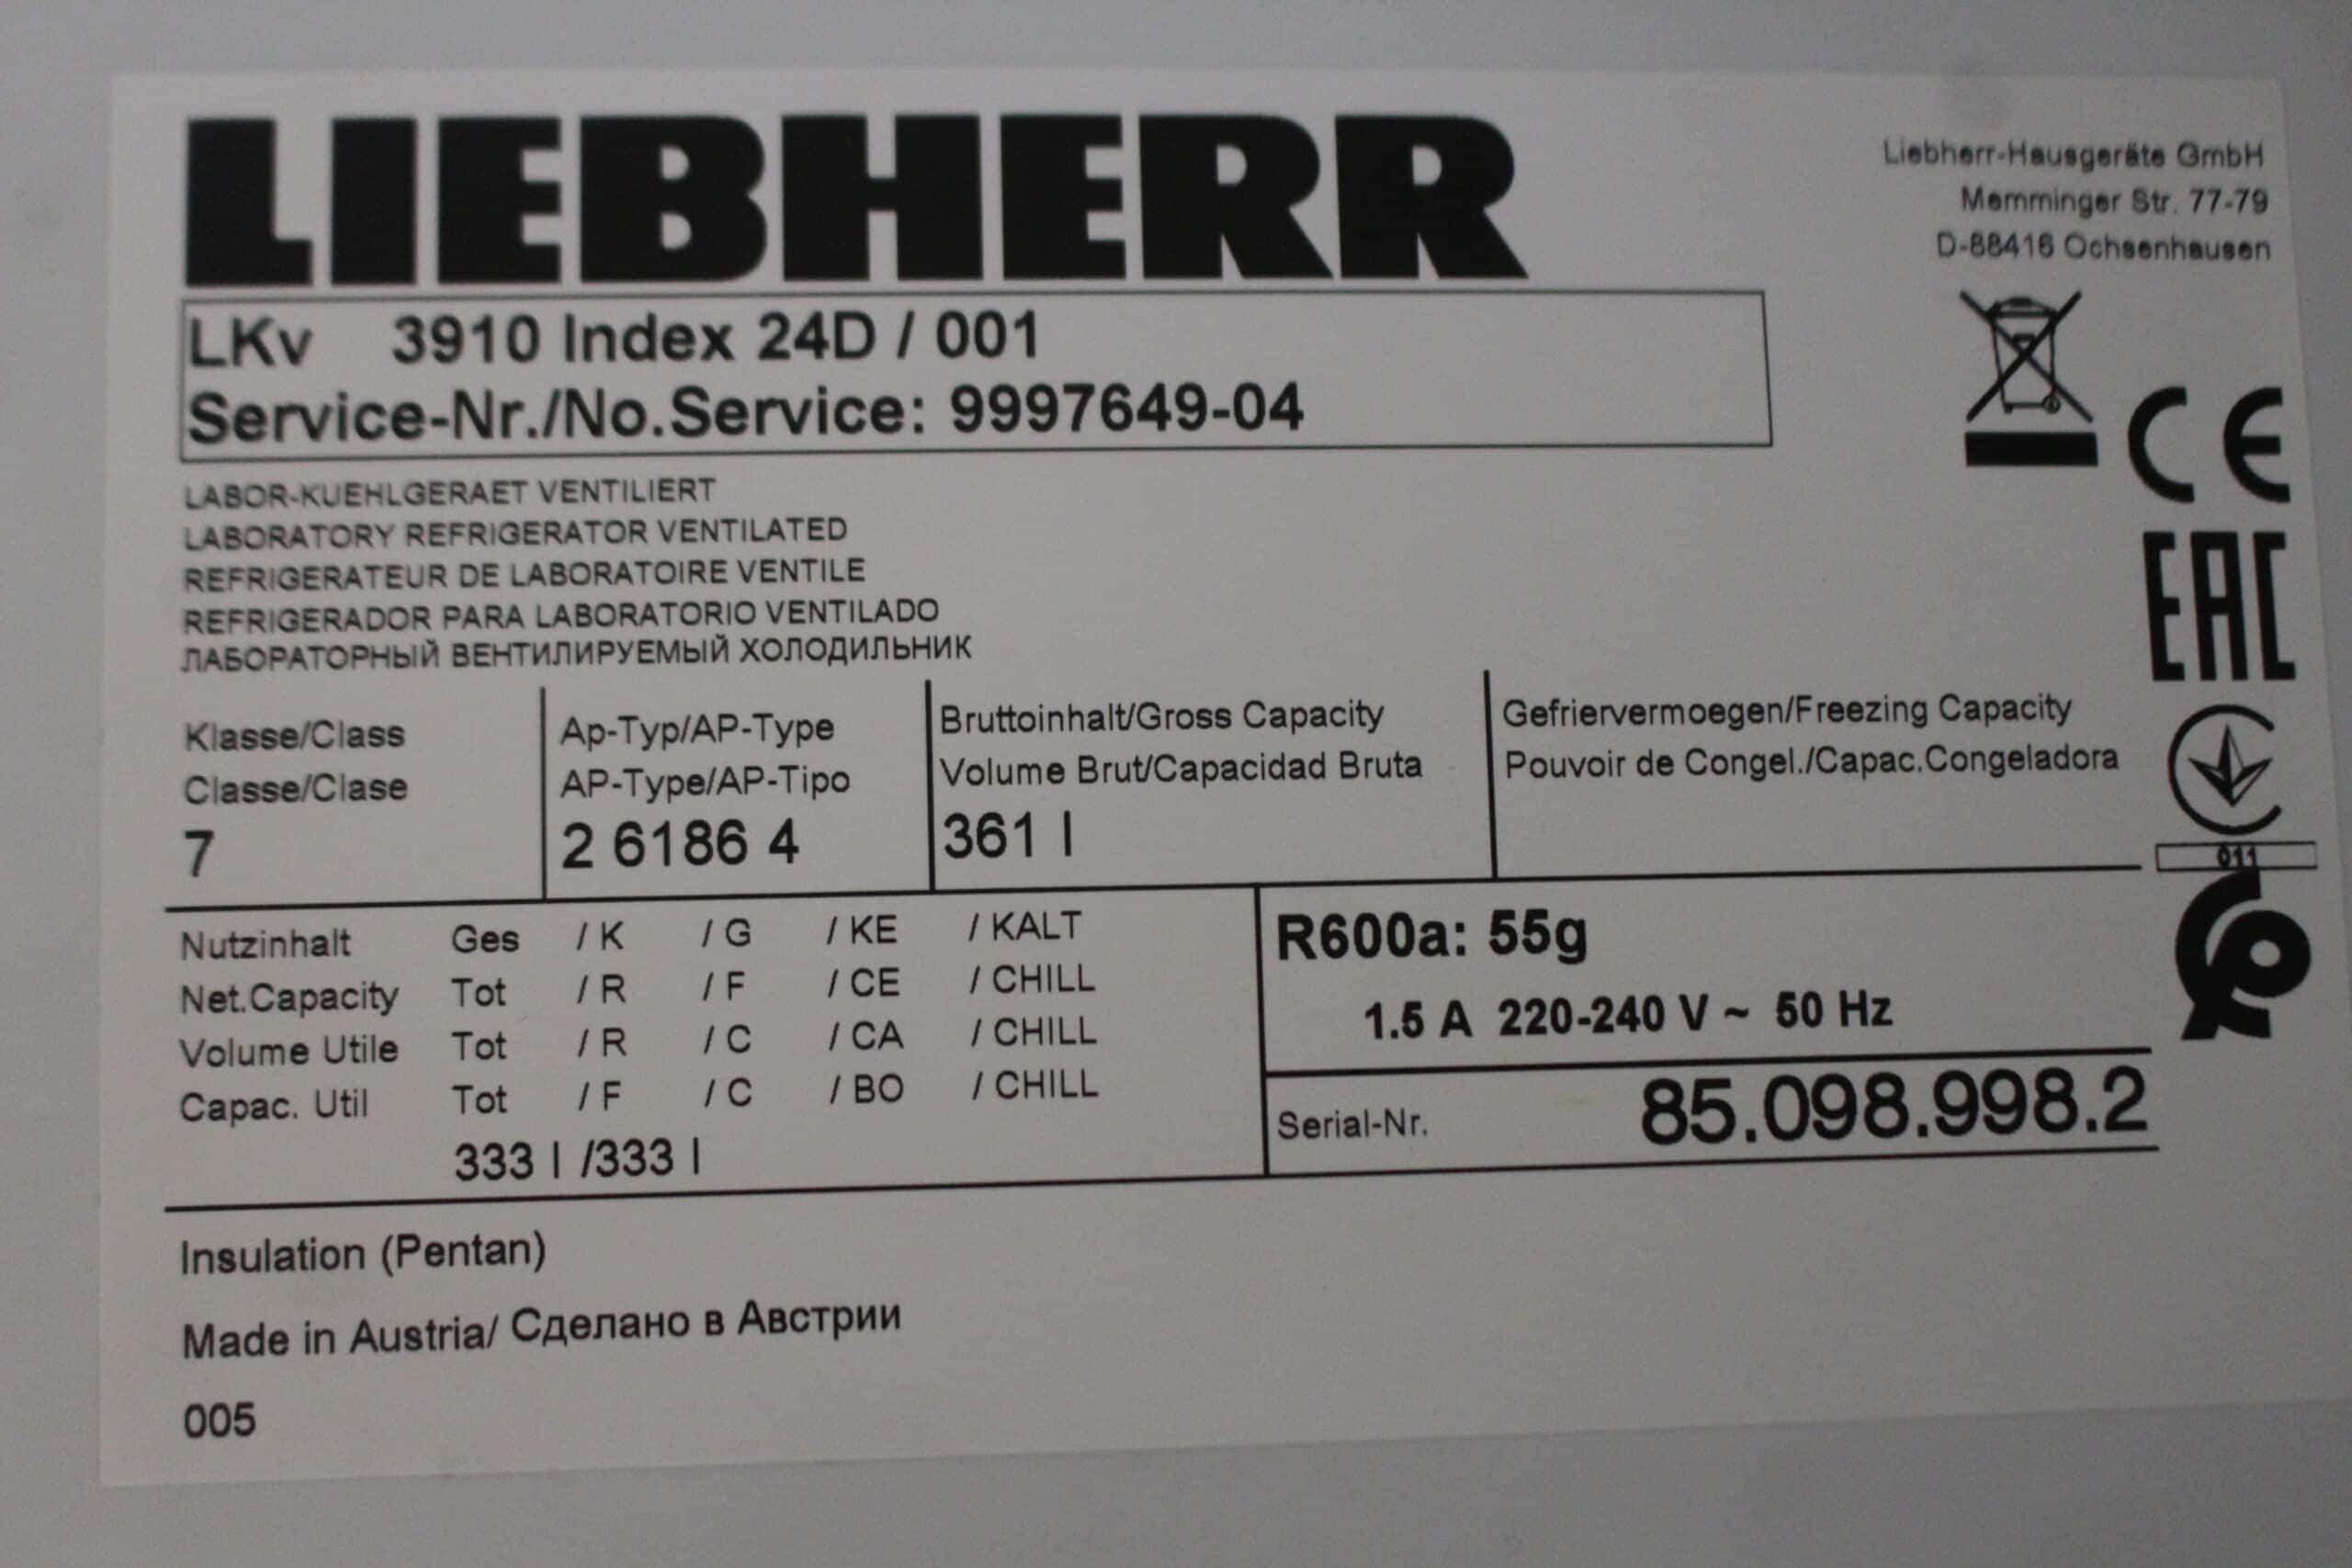 LIEBHERR
Liebherr-Hausgeräte GmbH
Memminger Str. 77-79
D-88416 Ochsenhausen
LKv 3910 Index 24D / 001
Service-Nr./No.Service: 9997649-04
CE
LABOR-KUEHLGERAET VENTILIERT
LABORATORY REFRIGERATOR VENTILATED
REFRIGERATEUR DE LABORATOIRE VENTILE
REFRIGERADOR PARA LABORATORIO VENTILADO
ЛАБОРАТОРНЫЙ ВЕНТИЛИРУЕМЫЙ ХОЛОДИЛЬНИК
EAC
Klasse/Class
Classe/Clase
7
Ap-Typ/AP-Type
AP-Type/AP-Tipo
2 6186 4
Bruttoinhalt/Gross Capacity
Volume Brut/Capacidad Bruta
361 l
Gefriervermoegen/Freezing Capacity
Pouvoir de Congel./Capac.Congeladora
011
Nutzinhalt Ges / K / G / KE / KALT
Net.Capacity Tot / R / F / CE / CHILL
Volume Utile Tot / R / C / CA / CHILL
Capac. Util Tot / F / C / BO / CHILL
333 l /333 l
R600a: 55g
1.5 A 220-240 V ~ 50 Hz
Serial-Nr. 85.098.998.2
Insulation (Pentan)
Made in Austria/ Сделано в Австрии
005